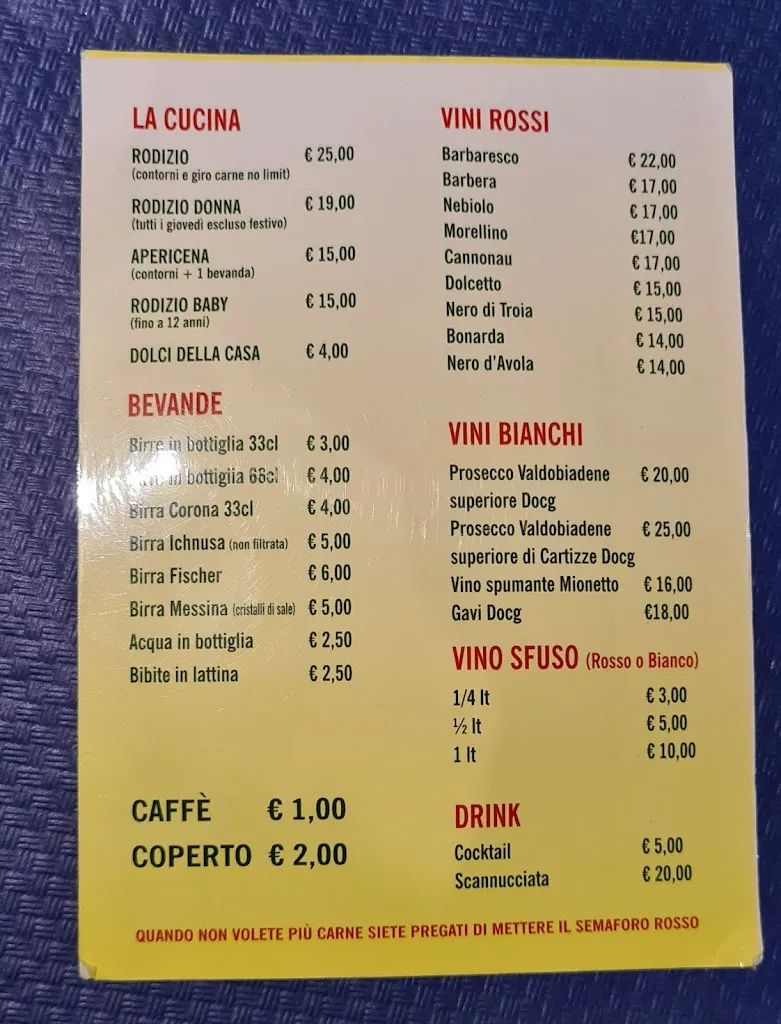 LA CUCINA
RODIZIO € 25,00
(contorni e giro carne no limit)
RODIZIO DONNA € 19,00
(tutti i giovedì escluso festivo)
APERICENA € 15,00
(contorni + 1 bevanda)
RODIZIO BABY € 15,00
(fino a 12 anni)
DOLCI DELLA CASA € 4,00
BEVANDE
Birre in bottiglia 33cl € 3,00
in bottiglia 66cl € 4,00
Birra Corona 33cl € 4,00
Birra Ichnusa (non filtrata) € 5,00
Birra Fischer € 6,00
Birra Messina (cristalli di sale) € 5,00
Acqua in bottiglia € 2,50
Bibite in lattina € 2,50
CAFFÈ € 1,00
COPERTO € 2,00
VINI ROSSI
Barbaresco € 22,00
Barbera € 17,00
Nebiolo € 17,00
Morellino €17,00
Cannonau € 17,00
Dolcetto € 15,00
Nero di Troia € 15,00
Bonarda € 14,00
Nero d'Avola € 14,00
VINI BIANCHI
Prosecco Valdobiadene € 20,00
superiore Docg
Prosecco Valdobiadene € 25,00
superiore di Cartizze Docg
Vino spumante Mionetto € 16,00
Gavi Docg €18,00
VINO SFUSO (Rosso o Bianco)
1/4 lt € 3,00
½ lt € 5,00
1 lt € 10,00
DRINK
Cocktail € 5,00
Scannucciata € 20,00
QUANDO NON VOLETE PIÙ CARNE SIETE PREGATI DI METTERE IL SEMAFORO ROSSO